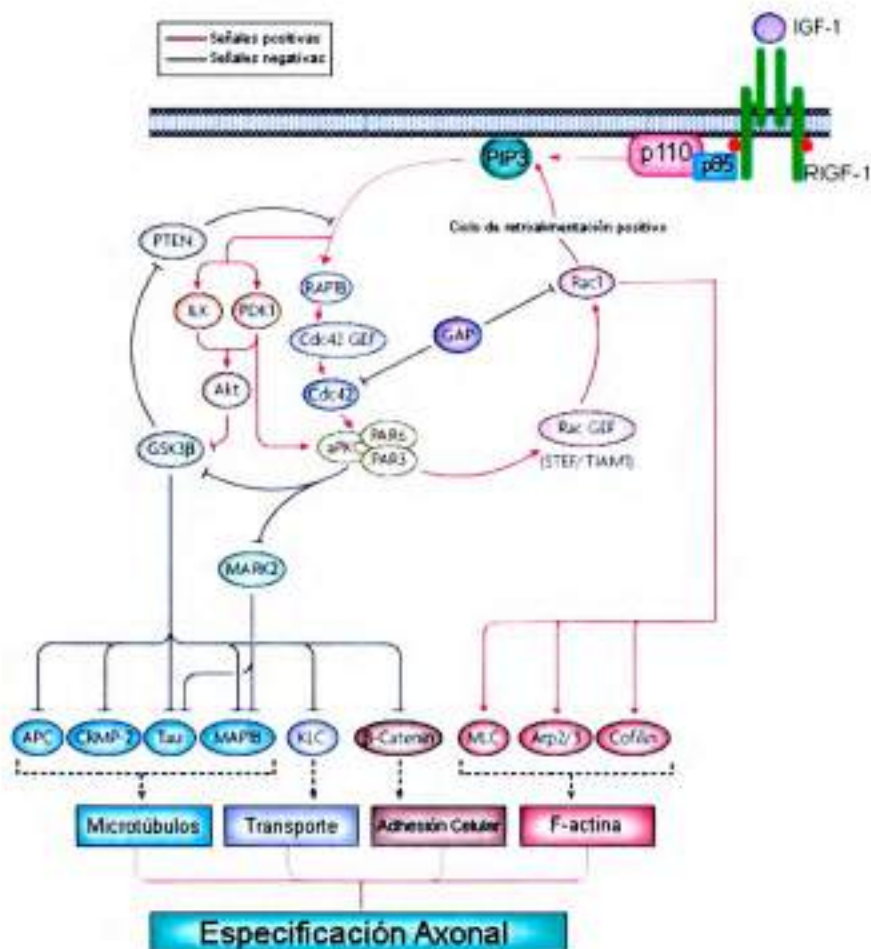 Señales positivas
Señales negativas
IGF-1
PIP3
p110
p85
RIGF-1
Ciclo de retroalimentación positiva
PTEN
ILK
PDK1
RAP1B
Rac1
Cdc42 GEF
GAP
Akt
Cdc42
GSK3β
aPKC
PAR6
PAR3
Rac GEF
(STEF/TIAM1)
MARK2
APC
CRMP-2
Tau
MAP1B
KLC
β-Catenin
MLC
Arp2/3
Cofilin
Microtúbulos
Transporte
Adhesión Celular
F-actina
Especificación Axonal